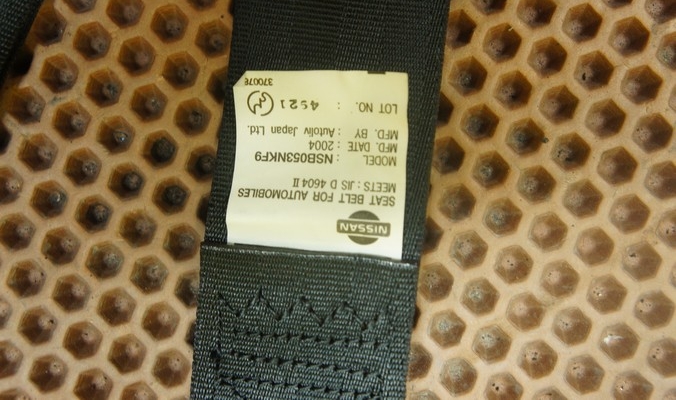 NISSAN
SEAT BELT FOR AUTOMOBILES
MEETS : JIS D 4604 II
MODEL : NSB053NKF9
MFD. DATE : 2004
MFD. BY : Autoliv Japan Ltd.
LOT NO. : 4521
37007E